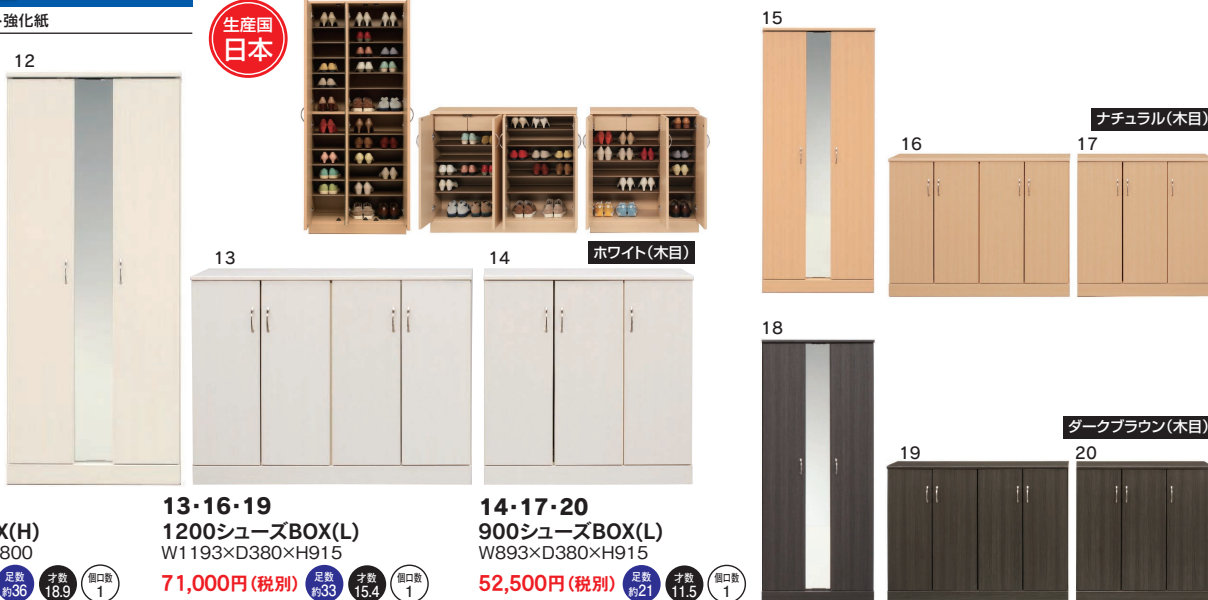 ・強化紙
生産国
日本
12
13
14
ホワイト(木目)
15
ナチュラル(木目)
16
17
18
ダークブラウン(木目)
19
20
X(H)
800
足数
約36
才数
18.9
個口数
1
13・16・19
1200シューズBOX(L)
W1193×D380×H915
71,000円(税別)
足数
約33
才数
15.4
個口数
1
14・17・20
900シューズBOX(L)
W893×D380×H915
52,500円(税別)
足数
約21
才数
11.5
個口数
1